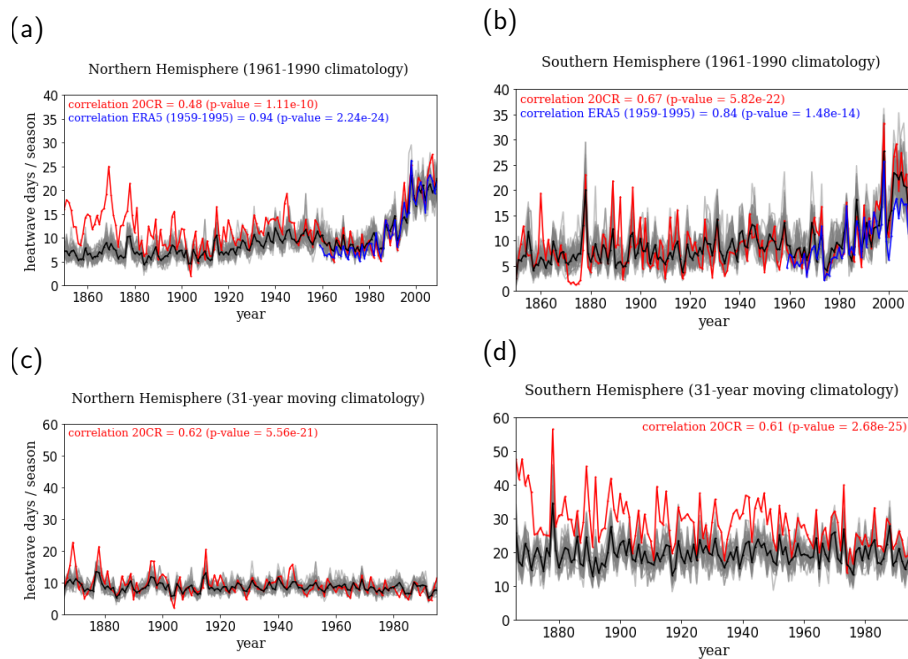 (a)
Northern Hemisphere (1961-1990 climatology)
correlation 20CR = 0.48 (p-value = 1.11e-10)
correlation ERA5 (1959-1995) = 0.94 (p-value = 2.24e-24)
heatwave days / season
40
35
30
25
20
15
10
5
0
1860 1880 1900 1920 1940 1960 1980 2000
year
(b)
Southern Hemisphere (1961-1990 climatology)
correlation 20CR = 0.67 (p-value = 5.82e-22)
correlation ERA5 (1959-1995) = 0.84 (p-value = 1.48e-14)
40
35
30
25
20
15
10
5
0
1860 1880 1900 1920 1940 1960 1980 2000
year
(c)
Northern Hemisphere (31-year moving climatology)
correlation 20CR = 0.62 (p-value = 5.56e-21)
heatwave days / season
60
50
40
30
20
10
0
1880 1900 1920 1940 1960 1980
year
(d)
Southern Hemisphere (31-year moving climatology)
correlation 20CR = 0.61 (p-value = 2.68e-25)
60
50
40
30
20
10
0
1880 1900 1920 1940 1960 1980
year